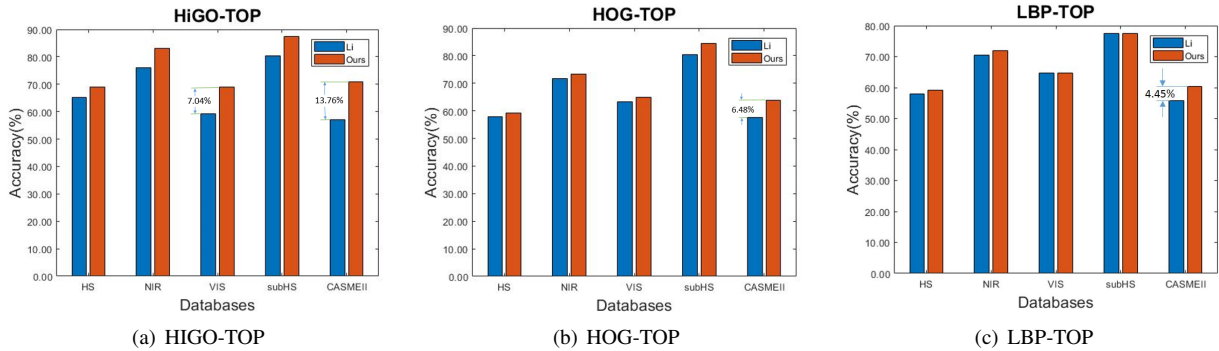 HiGO-TOP
90.00
80.00
70.00
60.00
50.00
40.00
30.00
20.00
10.00
0.00
Accuracy(%)
Li
Ours
7.04%
13.76%
HS NIR VIS subHS CASMEII
Databases
(a) HIGO-TOP
HOG-TOP
90.00
80.00
70.00
60.00
50.00
40.00
30.00
20.00
10.00
0.00
Accuracy(%)
Li
Ours
6.48%
HS NIR VIS subHS CASMEII
Databases
(b) HOG-TOP
LBP-TOP
80.00
70.00
60.00
50.00
40.00
30.00
20.00
10.00
0.00
Accuracy(%)
Li
Ours
4.45%
HS NIR VIS subHS CASMEII
Databases
(c) LBP-TOP